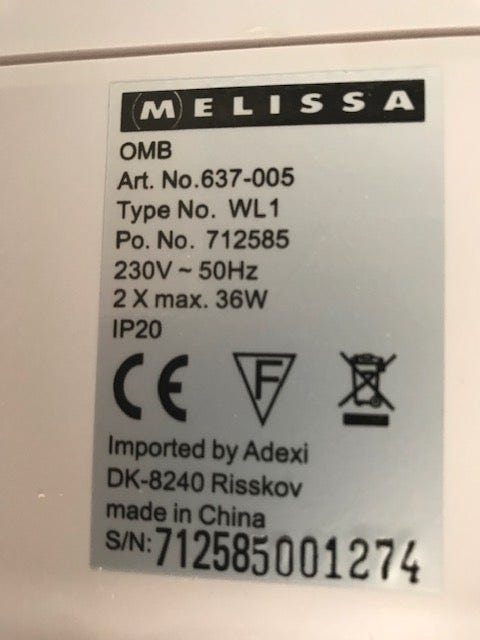 MELISSA
OMB
Art. No.637-005
Type No. WL1
Po. No. 712585
230V ~ 50Hz
2 X max. 36W
IP20
CE F
Imported by Adexi
DK-8240 Risskov
made in China
S/N: 712585001274